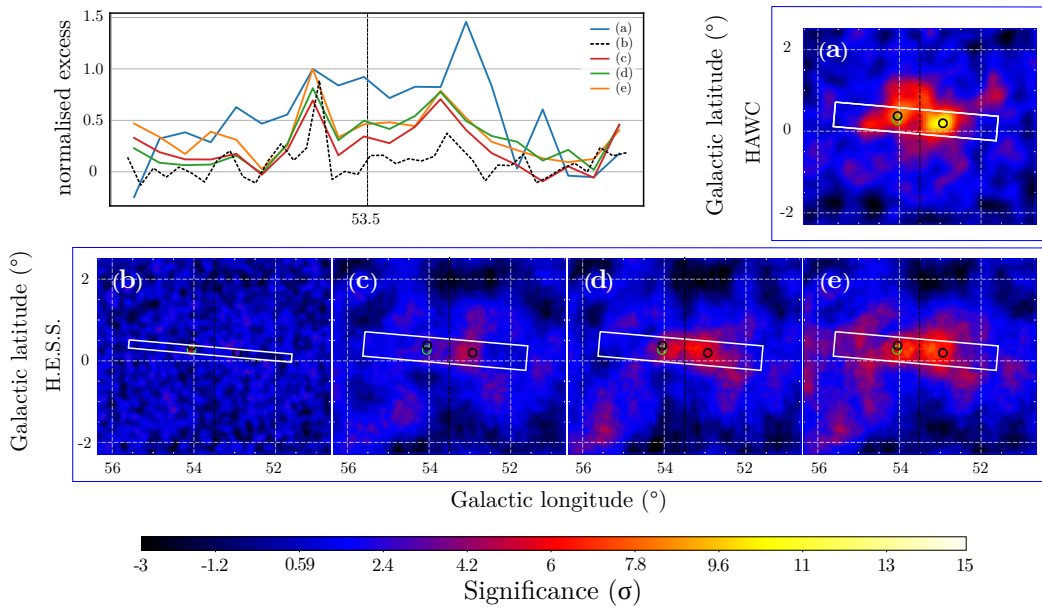 1.5
1.0
0.5
0
normalised excess
53.5
(a)
(b)
(c)
(d)
(e)
Galactic latitude (°)
HAWC
2
0
-2
(a)
Galactic latitude (°)
H.E.S.S.
2
0
-2
(b)
(c)
(d)
(e)
56 54 52 56 54 52 56 54 52 56 54 52
Galactic longitude (°)
-3 -1.2 0.59 2.4 4.2 6 7.8 9.6 11 13 15
Significance (σ)